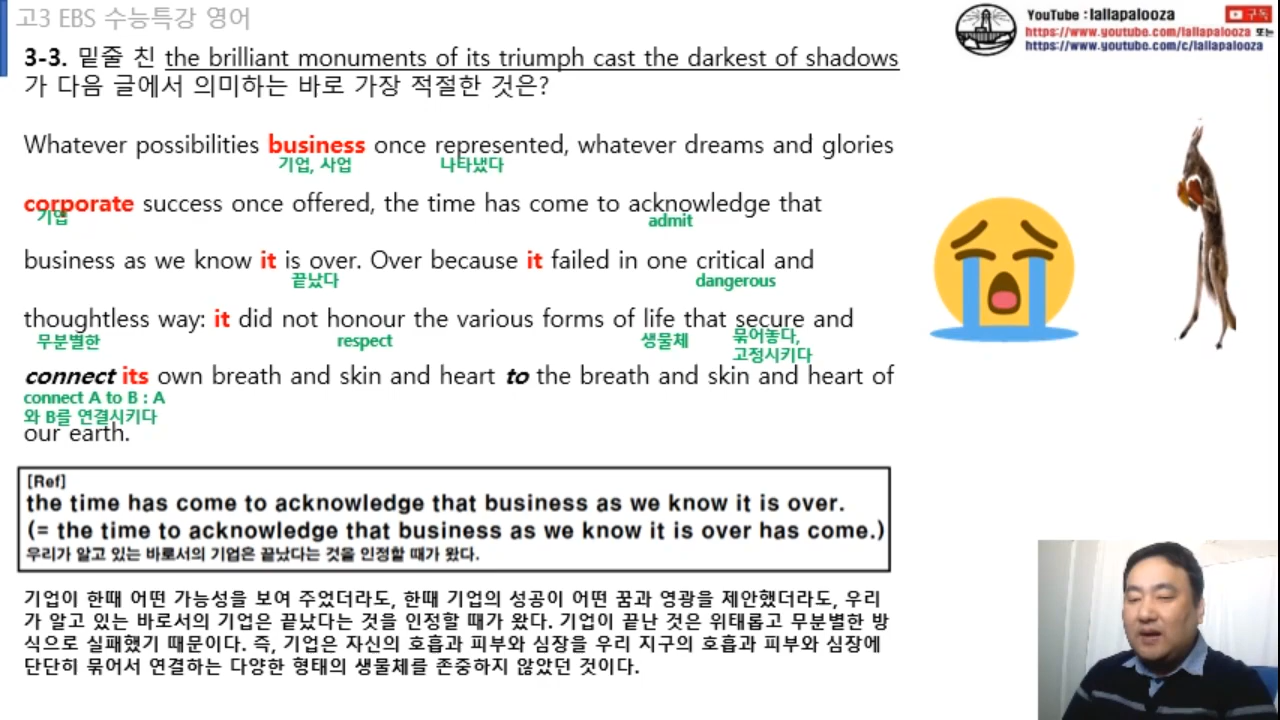 고3 EBS 수능특강 영어
YouTube : lallapalooza
구독
https://www.youtube.com/lallapalooza 또는
https://www.youtube.com/c/lallapalooza
3-3. 밑줄 친 the brilliant monuments of its triumph cast the darkest of shadows
가 다음 글에서 의미하는 바로 가장 적절한 것은?
Whatever possibilities business once represented, whatever dreams and glories
기업, 사업 나타냈다
corporate success once offered, the time has come to acknowledge that
기업 admit
business as we know it is over. Over because it failed in one critical and
끝났다 dangerous
thoughtless way: it did not honour the various forms of life that secure and
무분별한 respect 생물체 묶어놓다,
고정시키다
connect its own breath and skin and heart to the breath and skin and heart of
connect A to B : A
와 B를 연결시키다
our earth.
[Ref]
the time has come to acknowledge that business as we know it is over.
(= the time to acknowledge that business as we know it is over has come.)
우리가 알고 있는 바로서의 기업은 끝났다는 것을 인정할 때가 왔다.
기업이 한때 어떤 가능성을 보여 주었더라도, 한때 기업의 성공이 어떤 꿈과 영광을 제안했더라도, 우리
가 알고 있는 바로서의 기업은 끝났다는 것을 인정할 때가 왔다. 기업이 끝난 것은 위태롭고 무분별한 방
식으로 실패했기 때문이다. 즉, 기업은 자신의 호흡과 피부와 심장을 우리 지구의 호흡과 피부와 심장에
단단히 묶어서 연결하는 다양한 형태의 생물체를 존중하지 않았던 것이다.